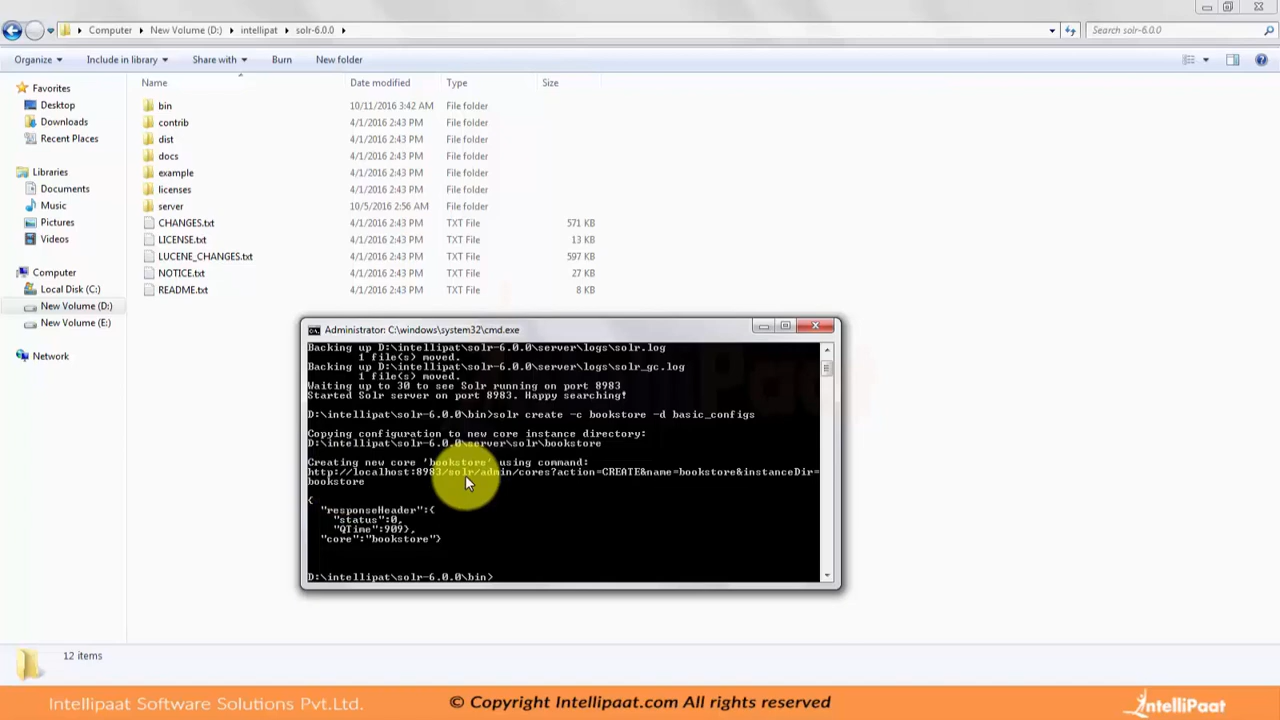 Computer
New Volume (D:)
intellipat
solr-6.0.0
Search solr-6.0.0
Organize
Include in library
Share with
Burn
New folder
Name
Date modified
Type
Size
Favorites
Desktop
Downloads
Recent Places
Libraries
Documents
Music
Pictures
Videos
Computer
Local Disk (C:)
New Volume (D:)
New Volume (E:)
Network
bin 10/11/2016 3:42 AM File folder
contrib 4/1/2016 2:43 PM File folder
dist 4/1/2016 2:43 PM File folder
docs 4/1/2016 2:43 PM File folder
example 4/1/2016 2:43 PM File folder
licenses 4/1/2016 2:43 PM File folder
server 10/5/2016 2:56 AM File folder
CHANGES.txt 4/1/2016 2:43 PM TXT File 571 KB
LICENSE.txt 4/1/2016 2:43 PM TXT File 13 KB
LUCENE_CHANGES.txt 4/1/2016 2:43 PM TXT File 597 KB
NOTICE.txt 4/1/2016 2:43 PM TXT File 27 KB
README.txt 4/1/2016 2:43 PM TXT File 8 KB
Administrator: C:\windows\system32\cmd.exe
Backing up D:\intellipat\solr-6.0.0\server\logs\solr.log
1 file(s) moved.
Backing up D:\intellipat\solr-6.0.0\server\logs\solr_gc.log
1 file(s) moved.
Waiting up to 30 to see Solr running on port 8983
Started Solr server on port 8983. Happy searching!
D:\intellipat\solr-6.0.0\bin>solr create -c bookstore -d basic_configs
Copying configuration to new core instance directory:
D:\intellipat\solr-6.0.0\server\solr\bookstore
Creating new core 'bookstore' using command:
http://localhost:8983/solr/admin/cores?action=CREATE&name=bookstore&instanceDir=
bookstore
{
"responseHeader":{
"status":0,
"QTime":909},
"core":"bookstore"}
D:\intellipat\solr-6.0.0\bin>
12 items
Intellipaat Software Solutions Pvt.Ltd.
© Copyright Intellipaat.com All rights reserved
IntelliPaat